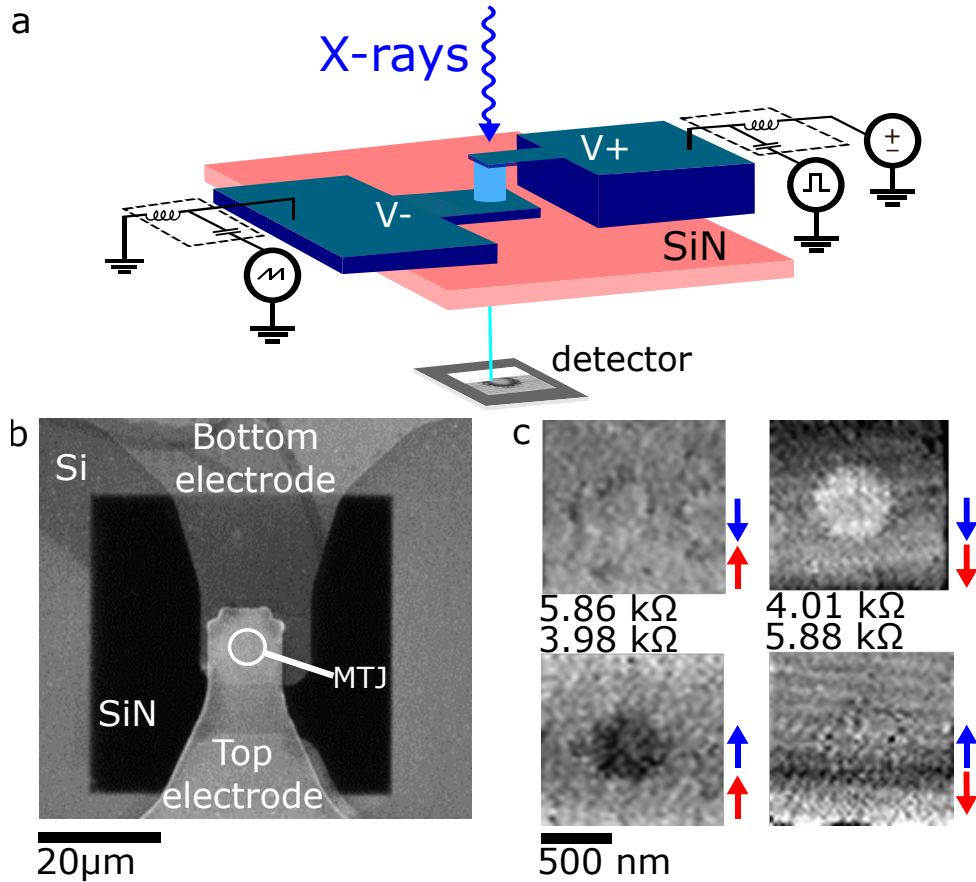 a
X-rays
V+
V-
SiN
detector
b
Bottom
electrode
Si
MTJ
SiN
Top
electrode
20µm
c
5.86 kΩ
3.98 kΩ
4.01 kΩ
5.88 kΩ
500 nm